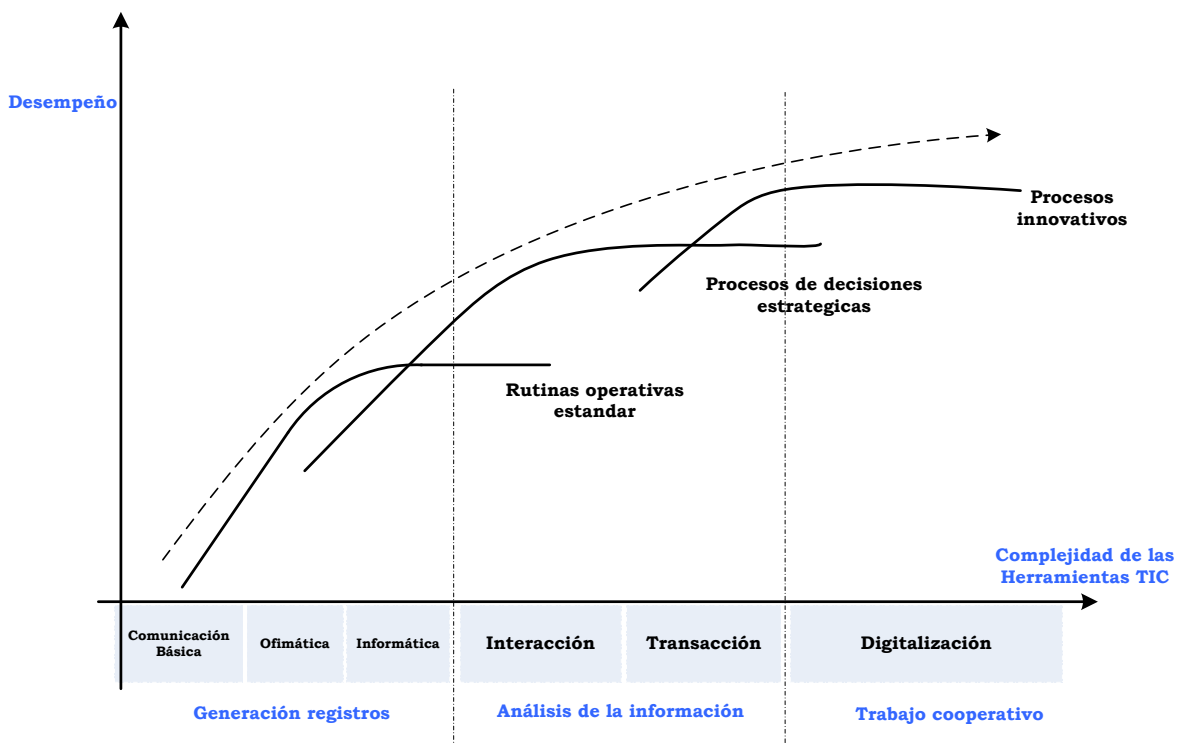 Desempeño
Procesos
innovativos
Procesos de decisiones
estrategicas
Rutinas operativas
estandar
Complejidad de las
Herramientas TIC
Comunicación
Básica
Ofimática
Informática
Interacción
Transacción
Digitalización
Generación registros
Análisis de la información
Trabajo cooperativo